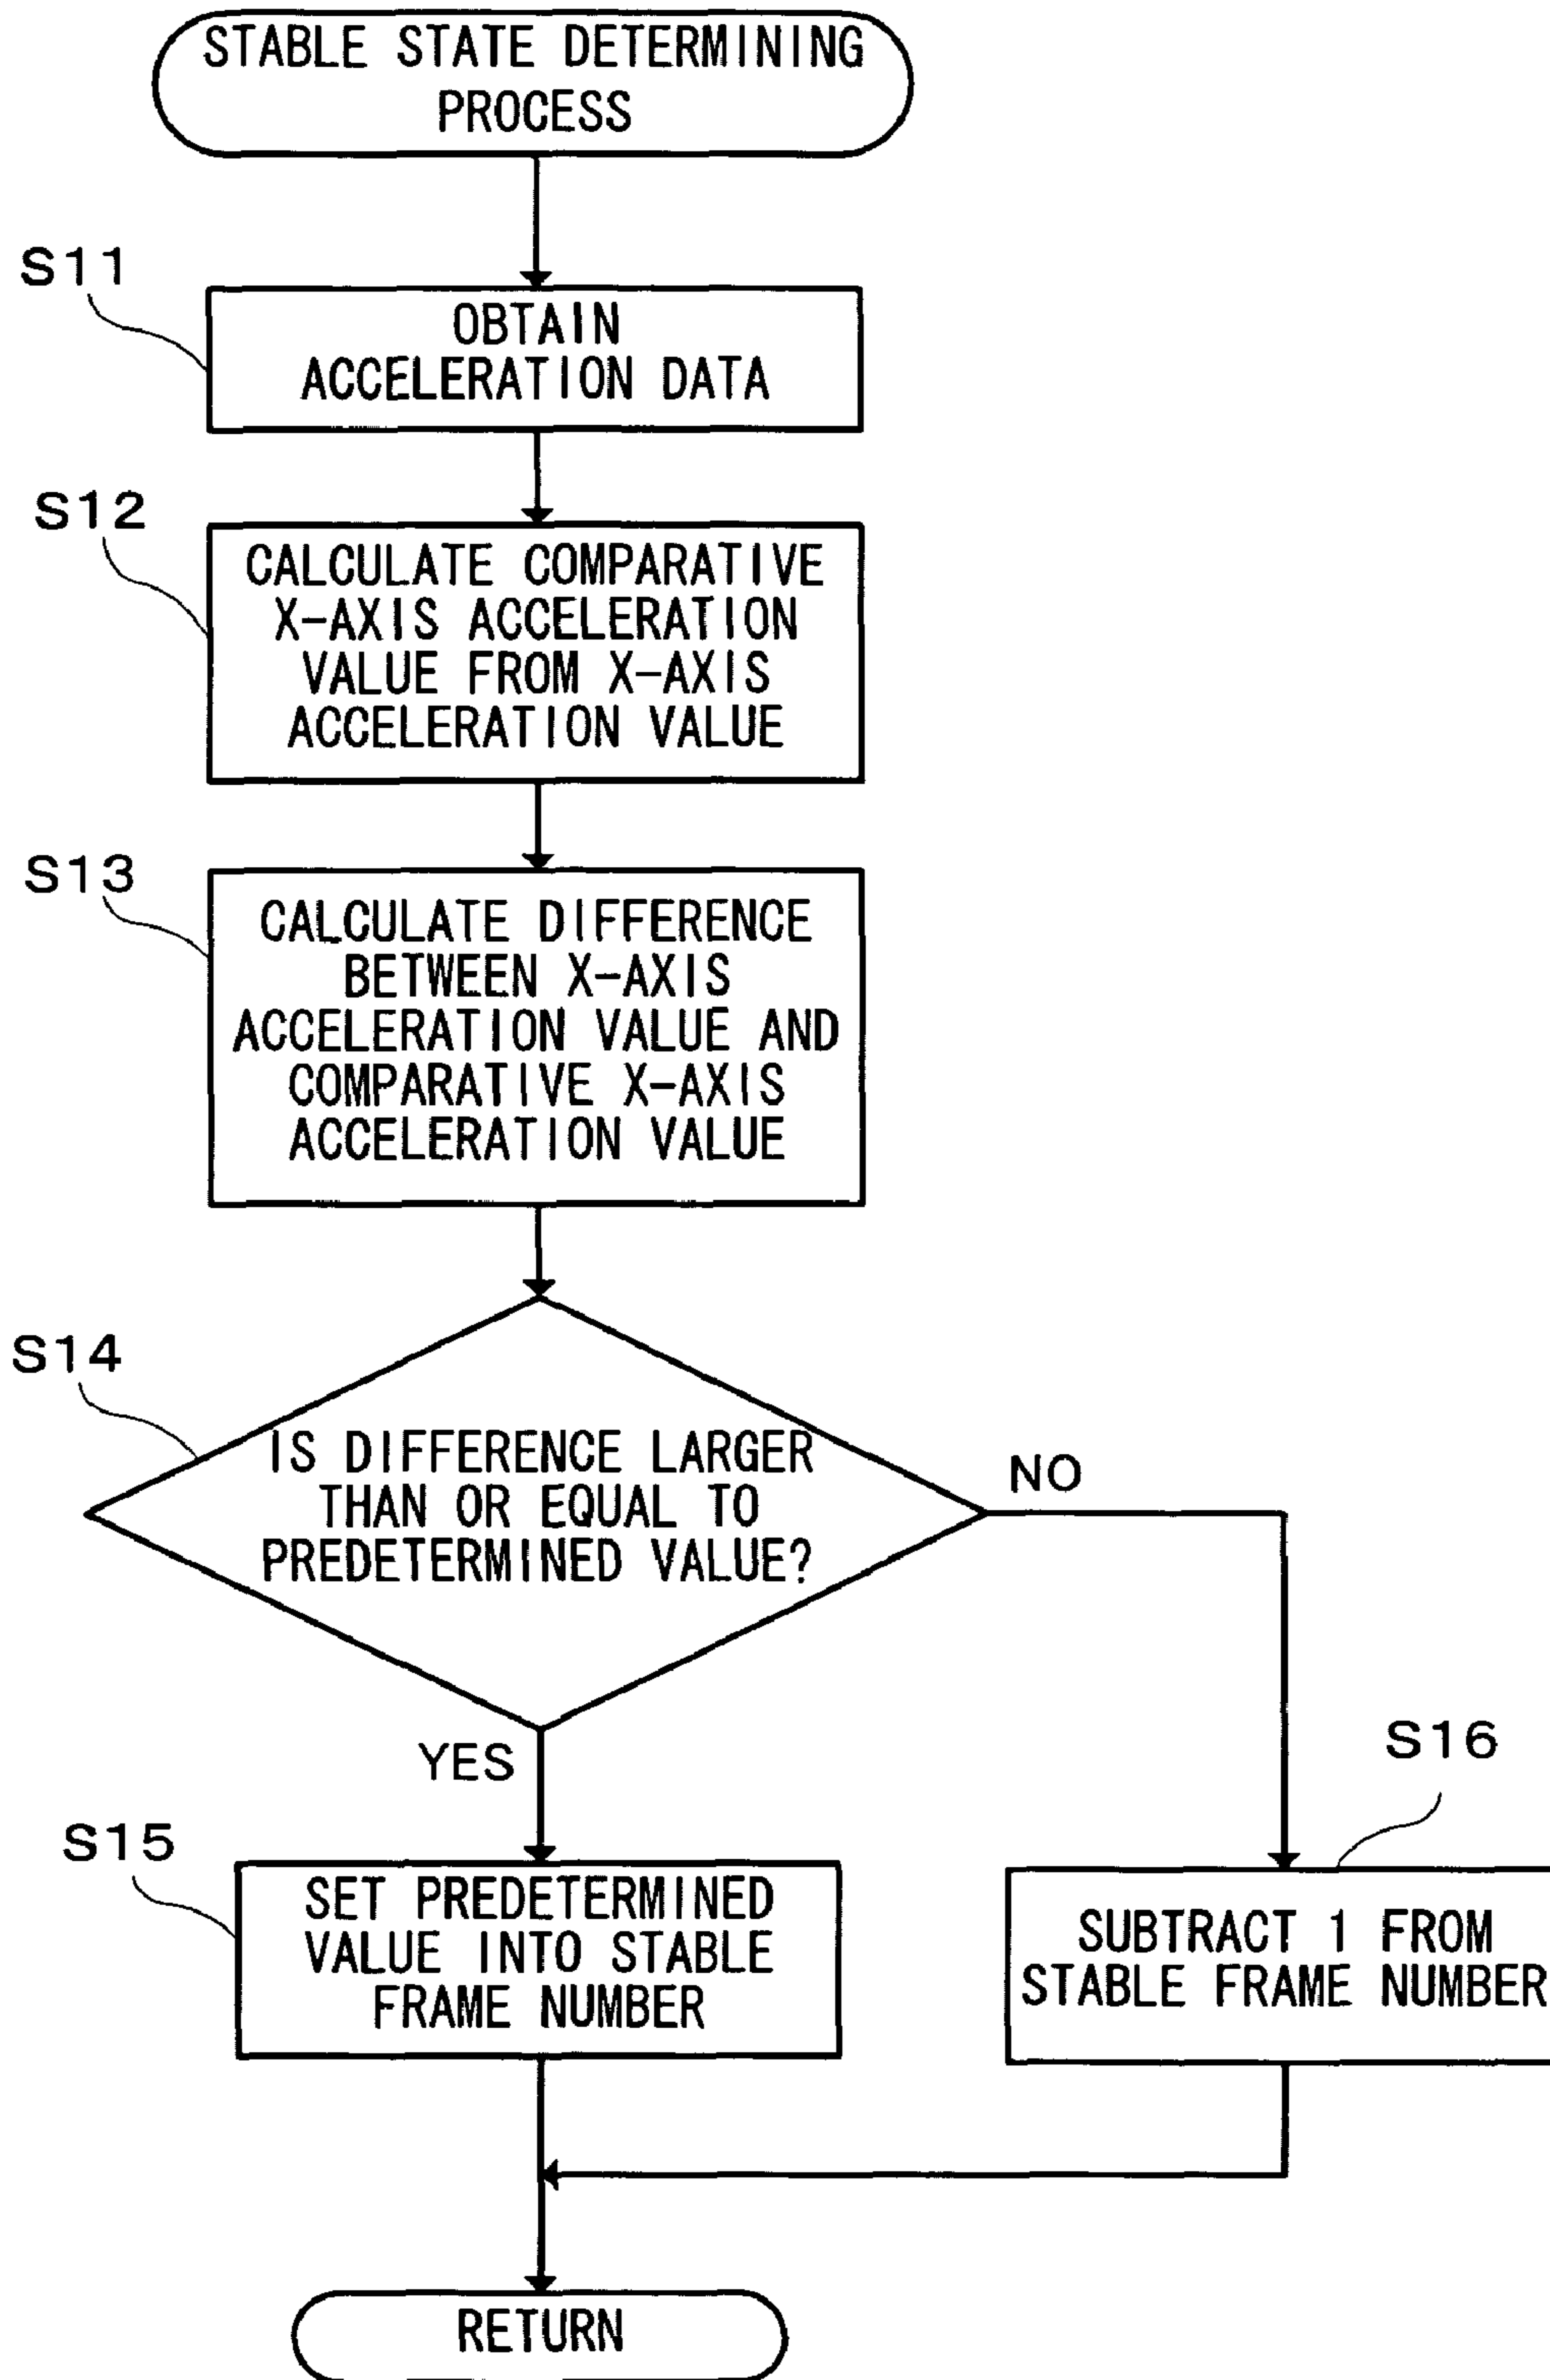 STABLE STATE DETERMINING
PROCESS
S11
OBTAIN
ACCELERATION DATA
S12
CALCULATE COMPARATIVE
X-AXIS ACCELERATION
VALUE FROM X-AXIS
ACCELERATION VALUE
S13
CALCULATE DIFFERENCE
BETWEEN X-AXIS
ACCELERATION VALUE AND
COMPARATIVE X-AXIS
ACCELERATION VALUE
S14
IS DIFFERENCE LARGER
THAN OR EQUAL TO
PREDETERMINED VALUE?
NO
YES
S15
SET PREDETERMINED
VALUE INTO STABLE
FRAME NUMBER
S16
SUBTRACT 1 FROM
STABLE FRAME NUMBER
RETURN